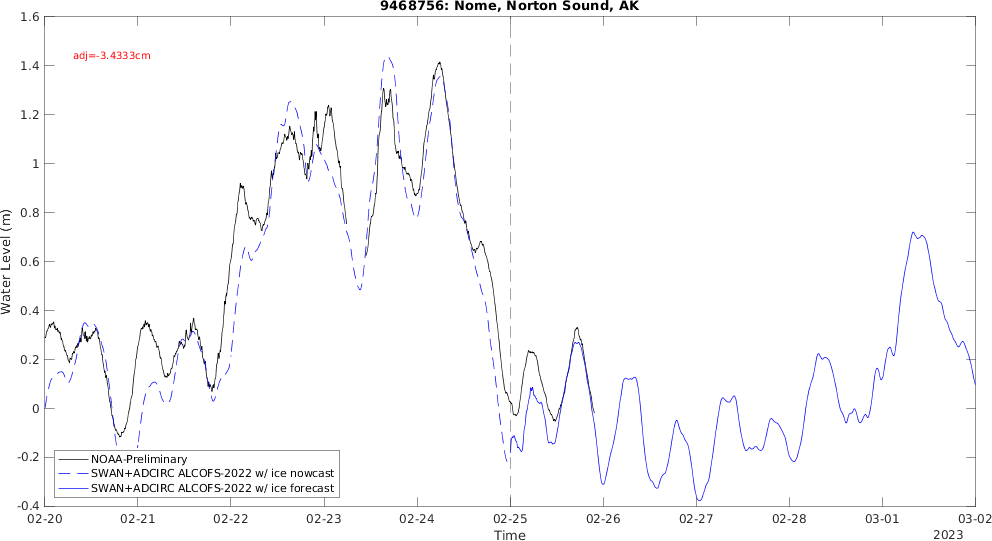 9468756: Nome, Norton Sound, AK
adj=-3.4333cm
Water Level (m)
1.6
1.4
1.2
1
0.8
0.6
0.4
0.2
0
-0.2
-0.4
NOAA-Preliminary
SWAN+ADCIRC ALCOFS-2022 w/ ice nowcast
SWAN+ADCIRC ALCOFS-2022 w/ ice forecast
02-20 02-21 02-22 02-23 02-24 02-25 02-26 02-27 02-28 03-01 03-02
Time
2023